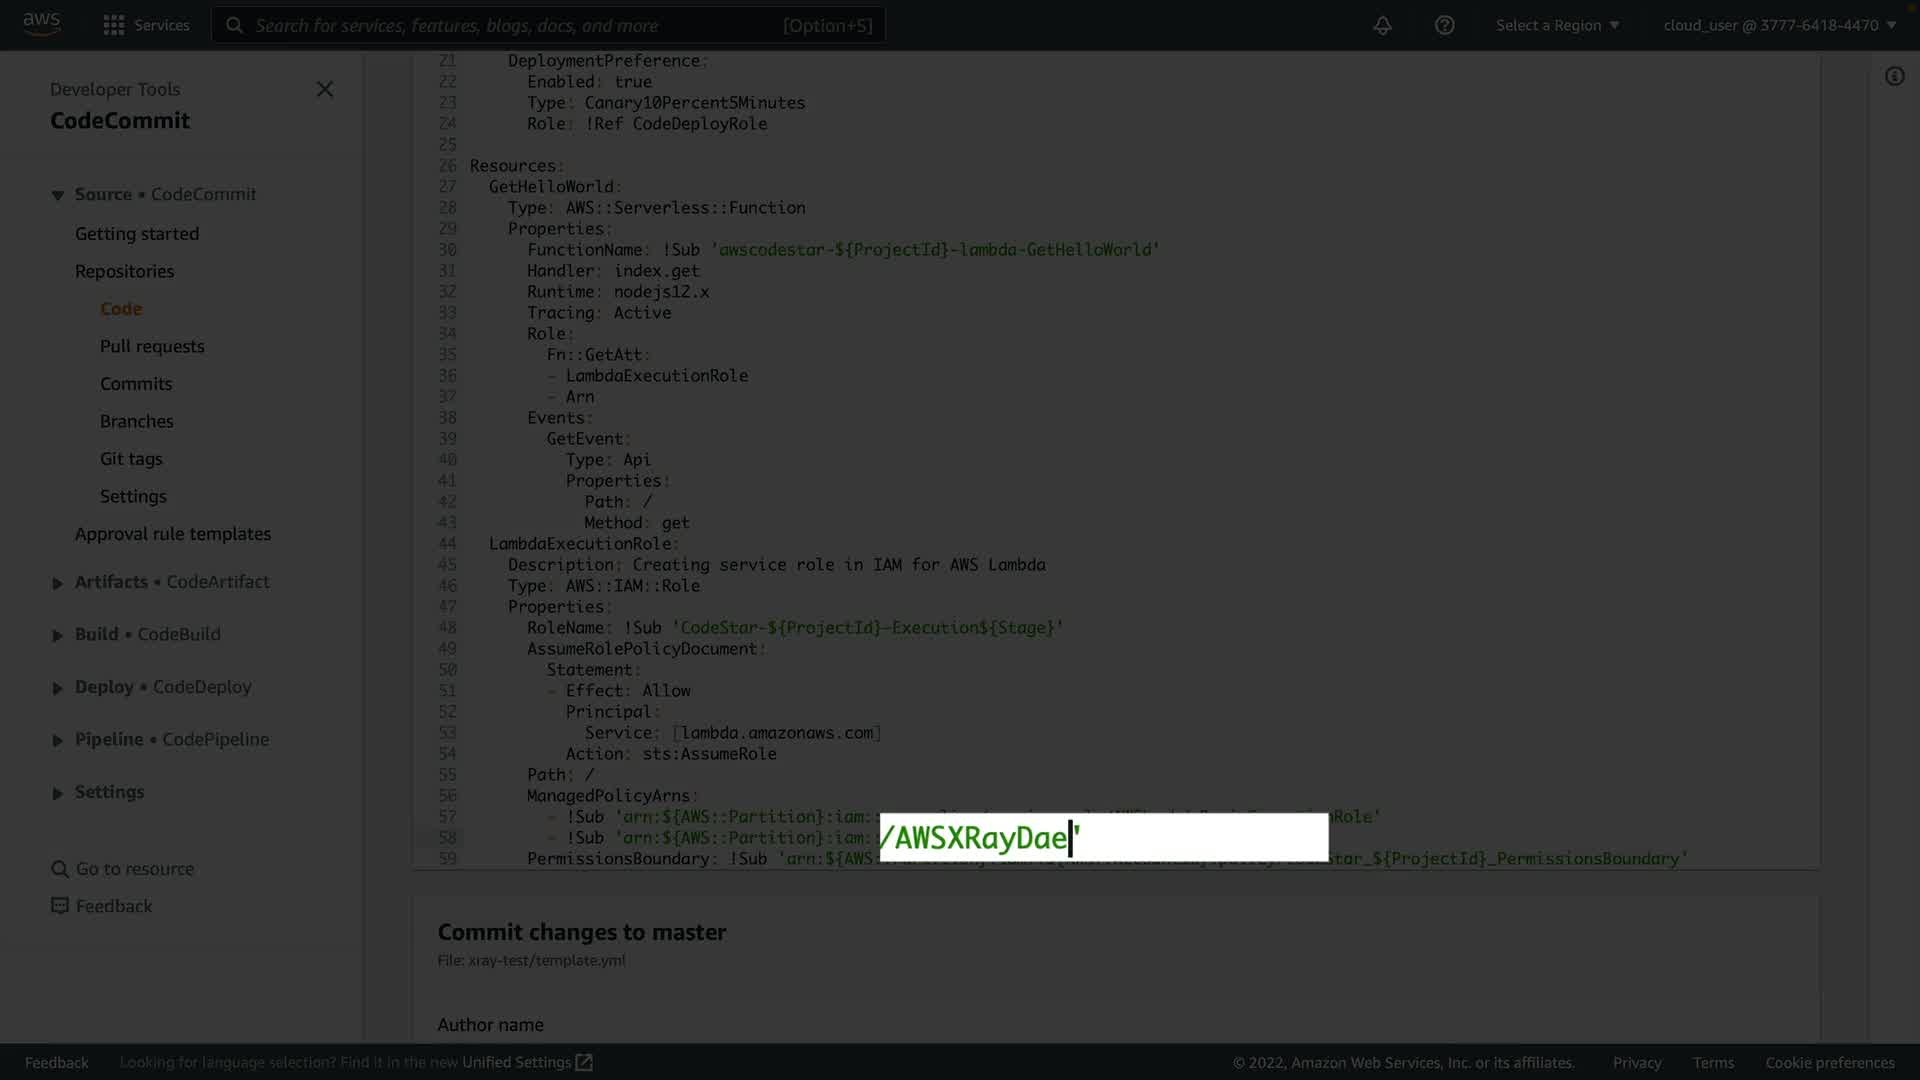 aws
Services
Search for services, features, blogs, docs, and more
[Option+S]
Select a Region
cloud_user @ 3777-6418-4470
Developer Tools
CodeCommit
Source • CodeCommit
Getting started
Repositories
Code
Pull requests
Commits
Branches
Git tags
Settings
Approval rule templates
Artifacts • CodeArtifact
Build • CodeBuild
Deploy • CodeDeploy
Pipeline • CodePipeline
Settings
Go to resource
Feedback
21 DeploymentPreference:
22 Enabled: true
23 Type: Canary10Percent5Minutes
24 Role: !Ref CodeDeployRole
25
26 Resources:
27 GetHelloWorld:
28 Type: AWS::Serverless::Function
29 Properties:
30 FunctionName: !Sub 'awscodestar-${ProjectId}-lambda-GetHelloWorld'
31 Handler: index.get
32 Runtime: nodejs12.x
33 Tracing: Active
34 Role:
35 Fn::GetAtt:
36 - LambdaExecutionRole
37 - Arn
38 Events:
39 GetEvent:
40 Type: Api
41 Properties:
42 Path: /
43 Method: get
44 LambdaExecutionRole:
45 Description: Creating service role in IAM for AWS Lambda
46 Type: AWS::IAM::Role
47 Properties:
48 RoleName: !Sub 'CodeStar-${ProjectId}-Execution${Stage}'
49 AssumeRolePolicyDocument:
50 Statement:
51 - Effect: Allow
52 Principal:
53 Service: [lambda.amazonaws.com]
54 Action: sts:AssumeRole
55 Path: /
56 ManagedPolicyArns:
57 - !Sub 'arn:${AWS::Partition}:iam:
58 - !Sub 'arn:${AWS::Partition}:iam: /AWSXRayDae'
59 PermissionsBoundary: !Sub 'arn:${AWS _${ProjectId}_PermissionsBoundary'
Commit changes to master
File: xray-test/template.yml
Author name
Feedback
Looking for language selection? Find it in the new Unified Settings
© 2022, Amazon Web Services, Inc. or its affiliates.
Privacy
Terms
Cookie preferences